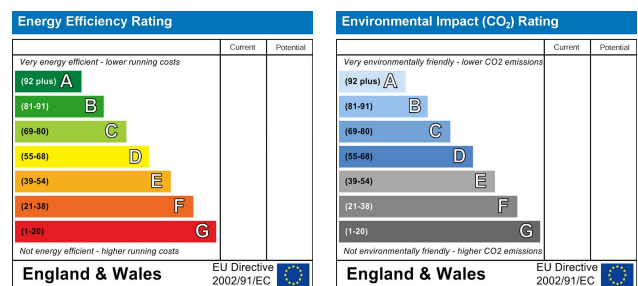 Energy Efficiency Rating
Current Potential
Very energy efficient - lower running costs
(92 plus) A
(81-91) B
(69-80) C
(55-68) D
(39-54) E
(21-38) F
(1-20) G
Not energy efficient - higher running costs
England & Wales
EU Directive
2002/91/EC
Environmental Impact (CO₂) Rating
Current Potential
Very environmentally friendly - lower CO2 emissions
(92 plus) A
(81-91) B
(69-80) C
(55-68) D
(39-54) E
(21-38) F
(1-20) G
Not environmentally friendly - higher CO2 emissions
England & Wales
EU Directive
2002/91/EC